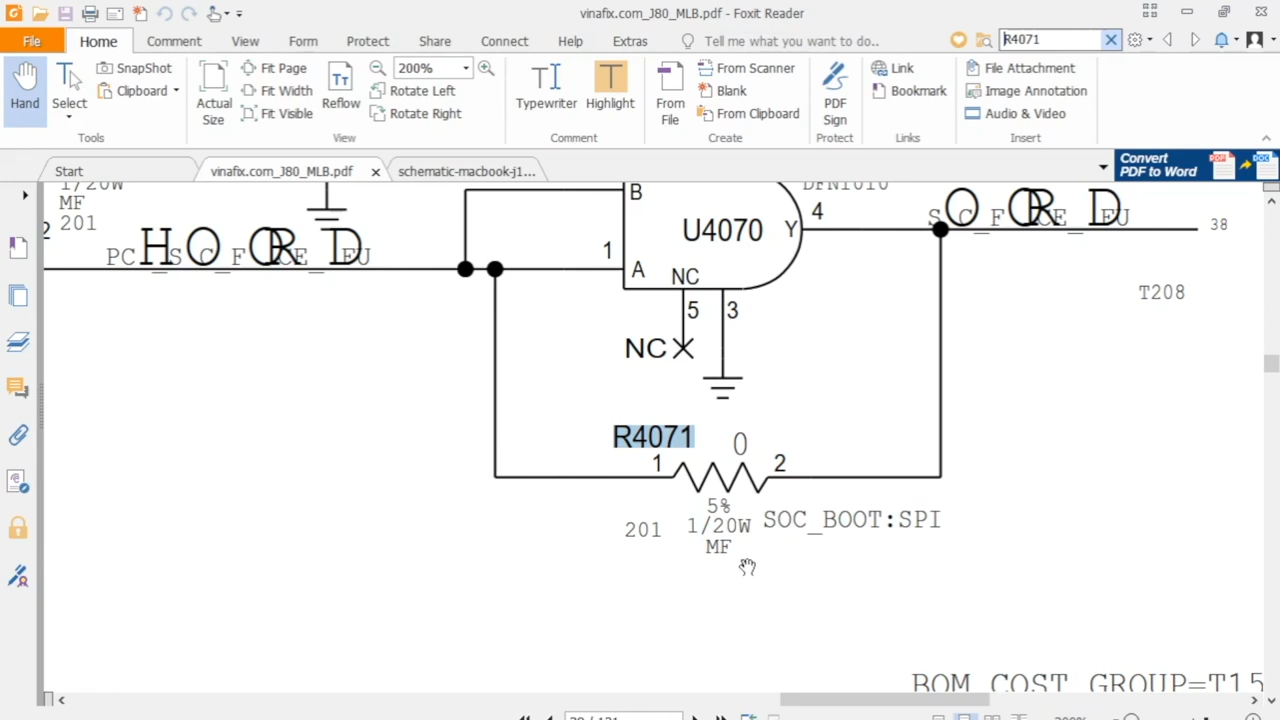 vinafix.com_J80_MLB.pdf - Foxit Reader
File Home Comment View Form Protect Share Connect Help Extras Tell me what you want to do.. R4071
Hand
Select
SnapShot
Clipboard
Tools
Actual Size
Fit Page
Fit Width
Fit Visible
Reflow
200%
Rotate Left
Rotate Right
View
Typewriter
Highlight
Comment
From File
From Scanner
Blank
From Clipboard
Create
PDF Sign
Protect
Link
Bookmark
Links
File Attachment
Image Annotation
Audio & Video
Insert
Start vinafix.com_J80_MLB.pdf schematic-macbook-j1...
Convert
PDF to Word
1/20W
MF
201
2
B
DFN1010
U4070
Y
4
38
1
A
NC
5
3
T208
NC
R4071
0
1
2
5%
1/20W
MF
201
SOC_BOOT:SPI
BOM_COST_GROUP=T15
200%